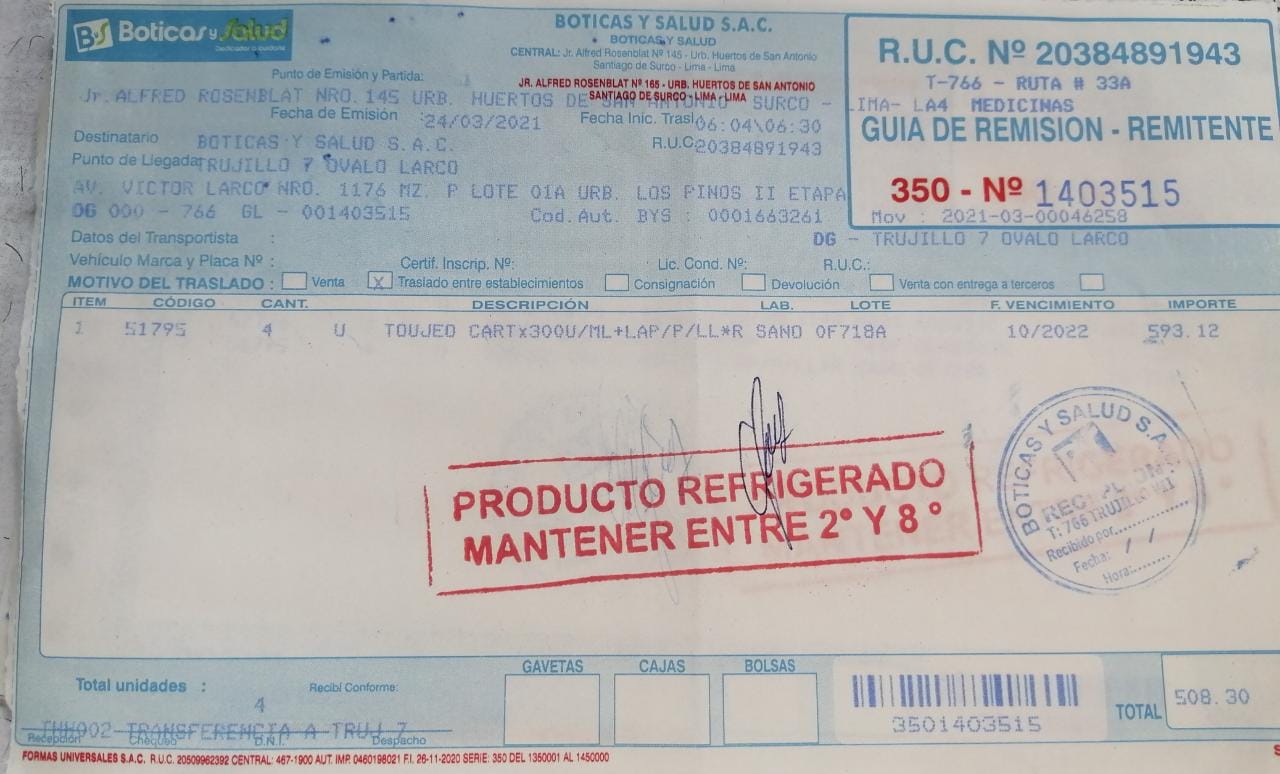 BS Boticas y Salud
Dedicados a cuidarte
BOTICAS Y SALUD S.A.C.
BOTICAS Y SALUD
CENTRAL: Jr. Alfred Rosenblat Nº 145 - Urb. Huertos de San Antonio
Santiago de Surco - Lima - Lima
JR. ALFRED ROSENBLAT Nº 165 - URB. HUERTOS DE SAN ANTONIO
SANTIAGO DE SURCO - LIMA - LIMA
R.U.C. Nº 20384891943
T-766 - RUTA # 33A
GUIA DE REMISION - REMITENTE
350 - Nº 1403515
Mov : 2021-03-00046258
Punto de Emisión y Partida:
Jr. ALFRED ROSENBLAT NRO. 145 URB. HUERTOS DE SAN ANTONIO SURCO - LIMA- LA4 MEDICINAS
Fecha de Emisión : 24/03/2021 Fecha Inic. Trasl 06:04\06:30
Destinatario BOTICAS Y SALUD S.A.C. R.U.C 20384891943
Punto de Llegada: TRUJILLO 7 OVALO LARCO
AV. VICTOR LARCO NRO. 1176 MZ. P LOTE 01A URB. LOS PINOS II ETAPA
OG 000 - 766 GL - 001403515 Cod.Aut. BYS : 0001663261
Datos del Transportista : DG - TRUJILLO 7 OVALO LARCO
Vehículo Marca y Placa Nº : Certif. Inscrip. Nº: Lic. Cond. Nº: R.U.C.:
MOTIVO DEL TRASLADO : Venta X Traslado entre establecimientos Consignación Devolución Venta con entrega a terceros
ITEM CÓDIGO CANT. DESCRIPCIÓN LAB. LOTE F. VENCIMIENTO IMPORTE
1 51795 4 U TOUJEO CARTx300U/ML+LAP/P/LL*R SANO 0F718A 10/2022 593.12
PRODUCTO REFRIGERADO
MANTENER ENTRE 2° Y 8 °
BOTICAS Y SALUD S.A.
T: 766 TRUJILLO VII
Recibido por:
Fecha: / /
Hora:
GAVETAS CAJAS BOLSAS
Total unidades : 4 Recibí Conforme:
3501403515
TOTAL 508.30
TRANSFERENCIA A TRUJ 7
Recepción Chequeo D.N.I. Despacho
FORMAS UNIVERSALES S.A.C. R.U.C. 20509962392 CENTRAL: 467-1900 AUT. IMP. 0460198021 F.I. 26-11-2020 SERIE: 350 DEL 1350001 AL 1450000